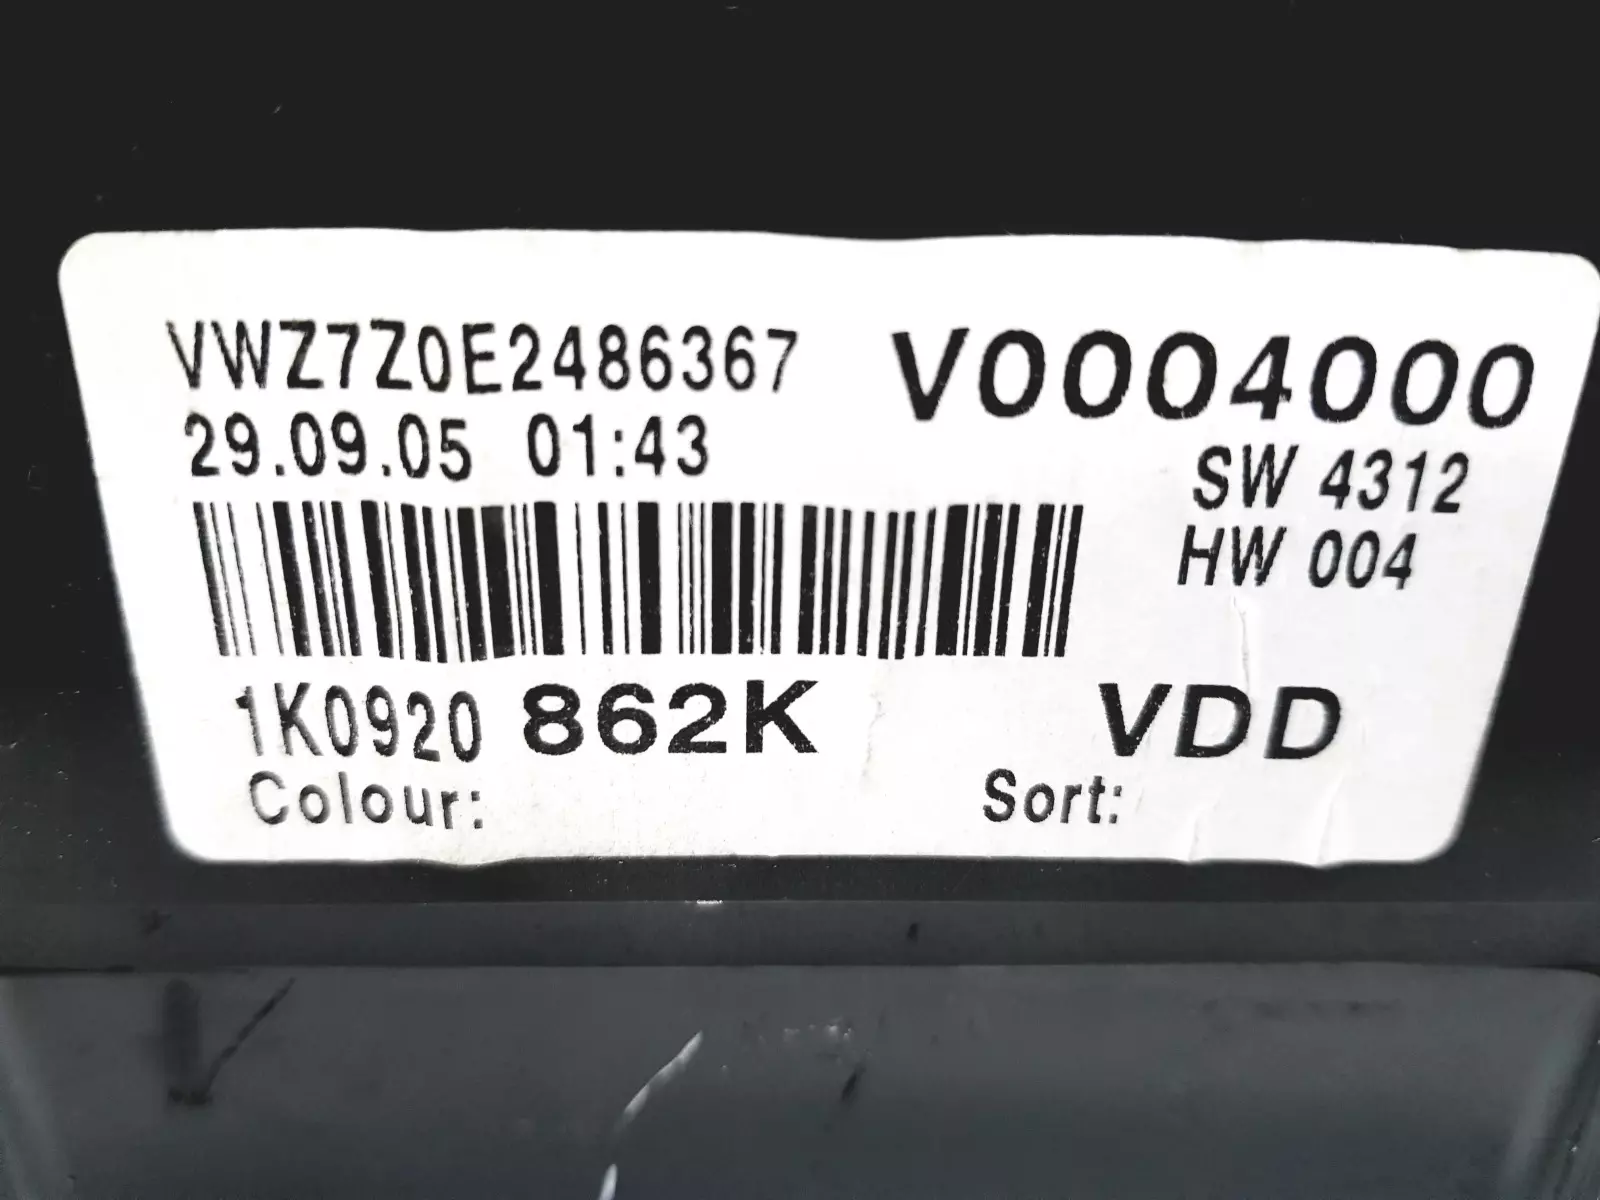 VWZ7Z0E2486367 V0004000
29.09.05 01:43 SW 4312
HW 004
1K0920 862K VDD
Colour: Sort: